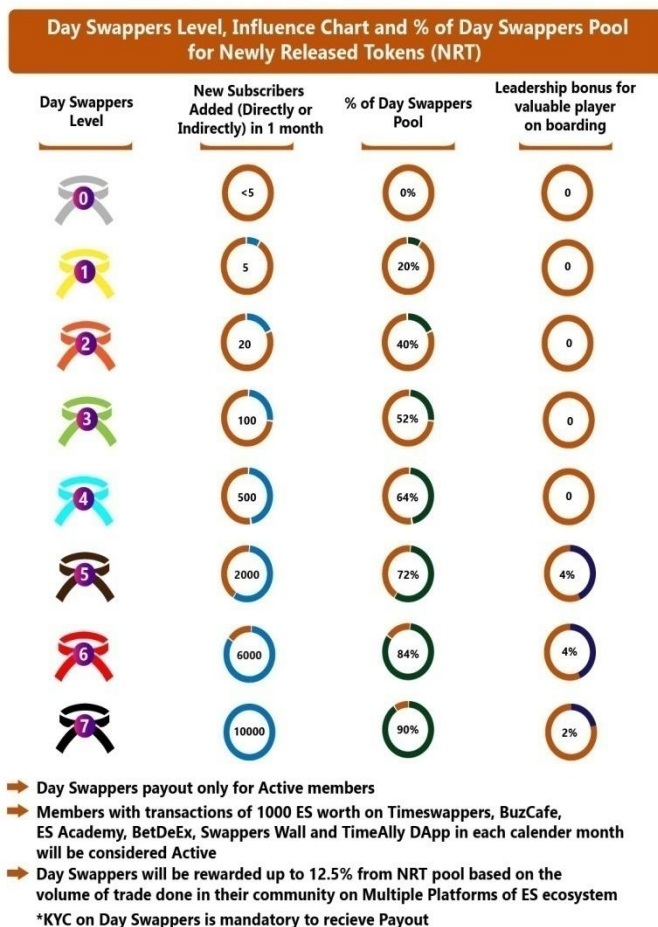 Day Swappers Level, Influence Chart and % of Day Swappers Pool
for Newly Released Tokens (NRT)
Day Swappers
Level
New Subscribers
Added (Directly or
Indirectly) in 1 month
% of Day Swappers
Pool
Leadership bonus for
valuable player
on boarding
0 <5 0% 0
1 5 20% 0
2 20 40% 0
3 100 52% 0
4 500 64% 0
5 2000 72% 4%
6 6000 84% 4%
7 10000 90% 2%
Day Swappers payout only for Active members
Members with transactions of 1000 ES worth on Timeswappers, BuzCafe,
ES Academy, BetDeEx, Swappers Wall and TimeAlly DApp in each calender month
will be considered Active
Day Swappers will be rewarded up to 12.5% from NRT pool based on the
volume of trade done in their community on Multiple Platforms of ES ecosystem
*KYC on Day Swappers is mandatory to recieve Payout